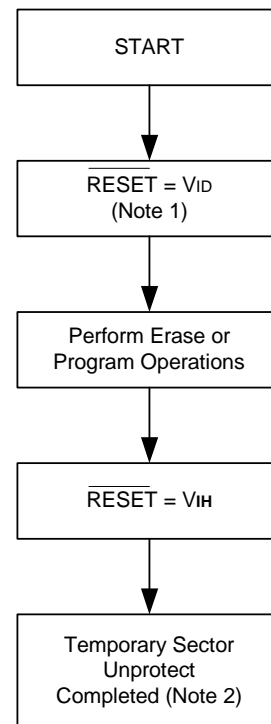 START
RESET = VID
(Note 1)
Perform Erase or
Program Operations
RESET = VIH
Temporary Sector
Unprotect
Completed (Note 2)